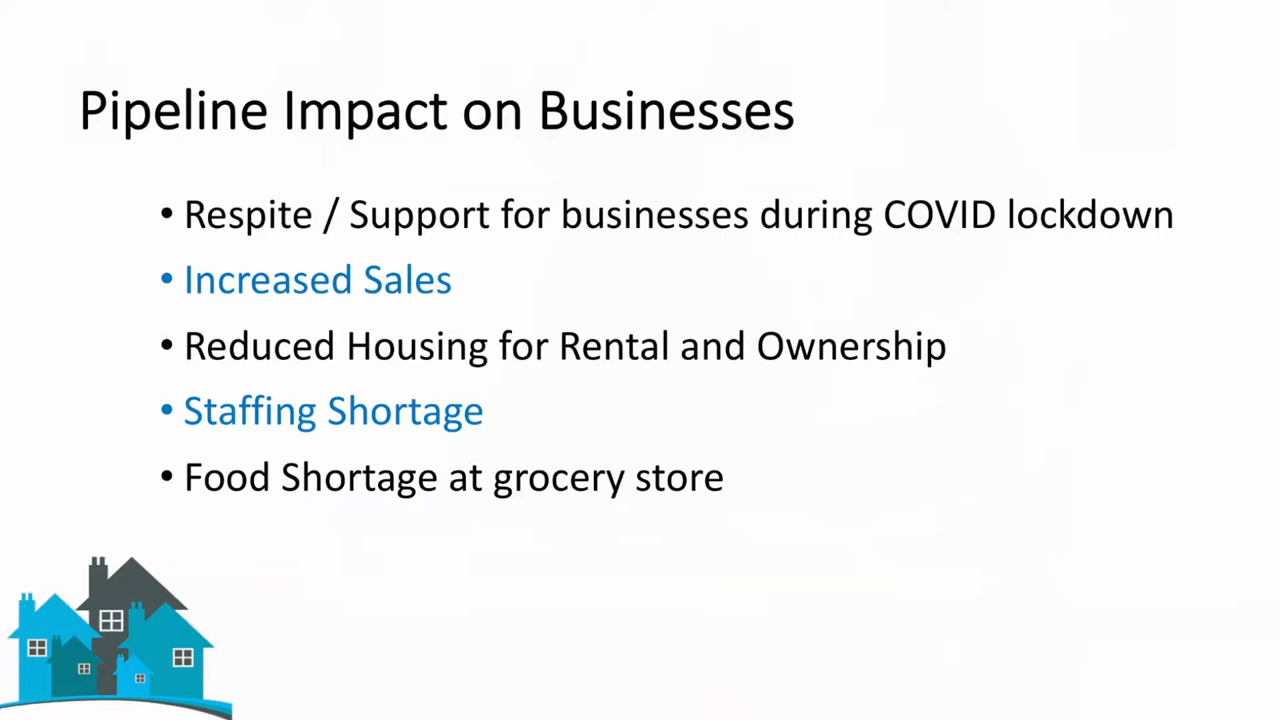 Pipeline Impact on Businesses
• Respite / Support for businesses during COVID lockdown
• Increased Sales
• Reduced Housing for Rental and Ownership
• Staffing Shortage
• Food Shortage at grocery store